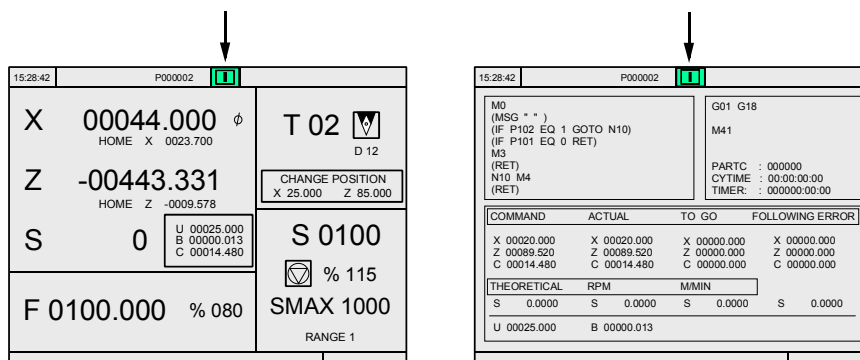 15:28:42 P000002
X 00044.000 ϕ
HOME X 0023.700
Z -00443.331
HOME Z -0009.578
S 0
U 00025.000
B 00000.013
C 00014.480
F 0100.000 % 080
T 02
D 12
CHANGE POSITION
X 25.000 Z 85.000
S 0100
% 115
SMAX 1000
RANGE 1
15:28:42 P000002
M0
(MSG " " )
(IF P102 EQ 1 GOTO N10)
(IF P101 EQ 0 RET)
M3
(RET)
N10 M4
(RET)
G01 G18
M41
PARTC : 000000
CYTIME : 00:00:00:00
TIMER: : 000000:00:00
COMMAND ACTUAL TO GO FOLLOWING ERROR
X 00020.000 X 00020.000 X 00000.000 X 00000.000
Z 00089.520 Z 00089.520 Z 00000.000 Z 00000.000
C 00014.480 C 00014.480 C 00000.000 C 00000.000
THEORETICAL RPM M/MIN
S 0.0000 S 0.0000 S 0.0000 S 0.0000
U 00025.000 B 00000.013